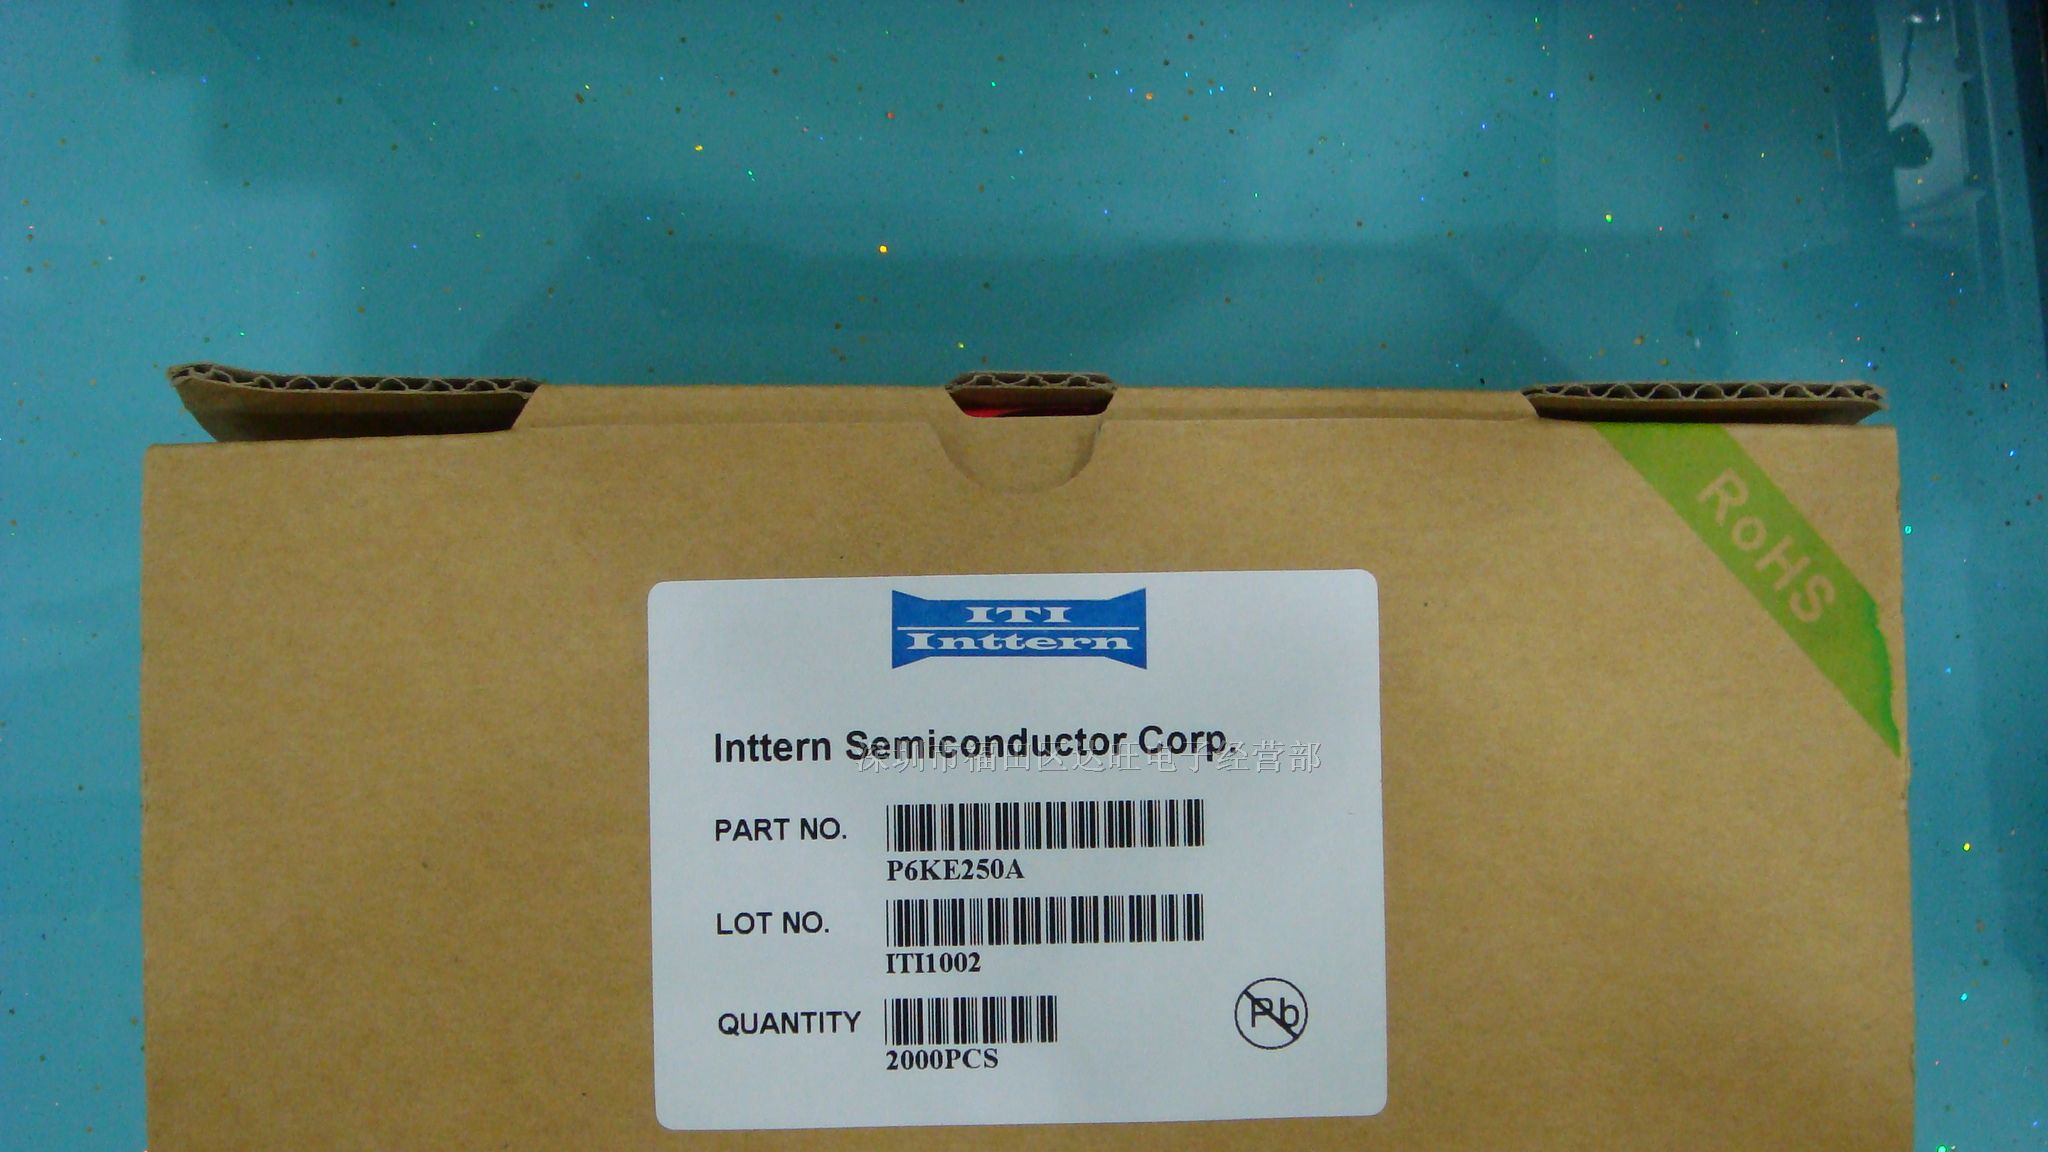 RoHS
ITI
Inttern
Inttern Semiconductor Corp.
深圳市福田区达旺电子经营部
PART NO.
P6KE250A
LOT NO.
ITI1002
QUANTITY
2000PCS
Pb